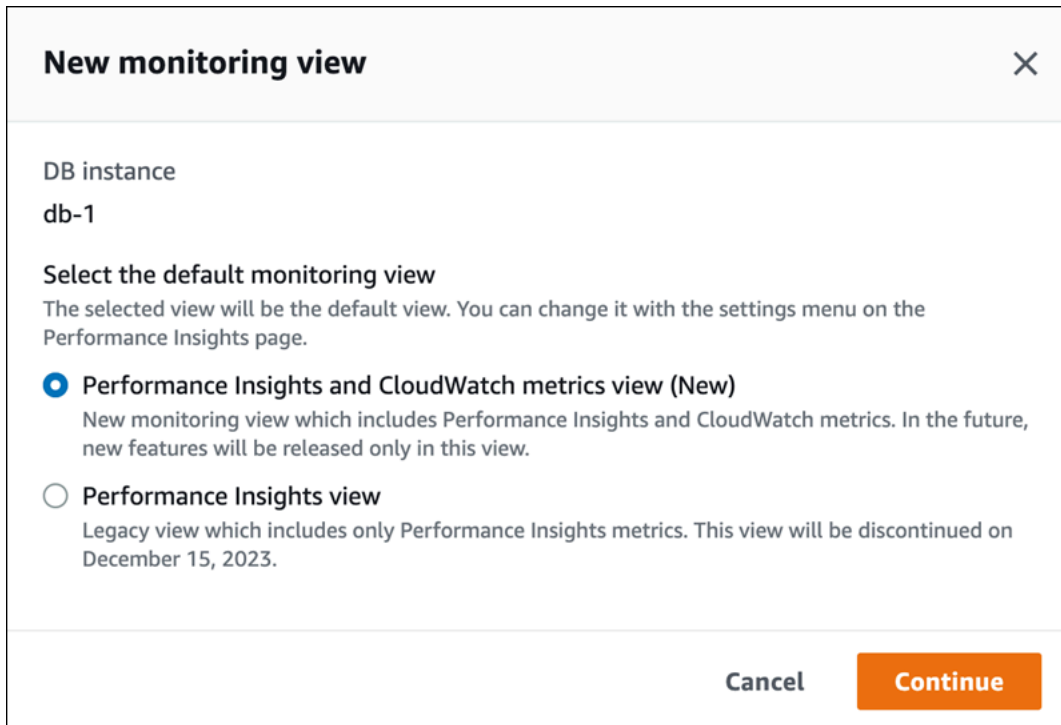 New monitoring view
DB instance
db-1
Select the default monitoring view
The selected view will be the default view. You can change it with the settings menu on the
Performance Insights page.
Performance Insights and CloudWatch metrics view (New)
New monitoring view which includes Performance Insights and CloudWatch metrics. In the future,
new features will be released only in this view.
Performance Insights view
Legacy view which includes only Performance Insights metrics. This view will be discontinued on
December 15, 2023.
Cancel
Continue